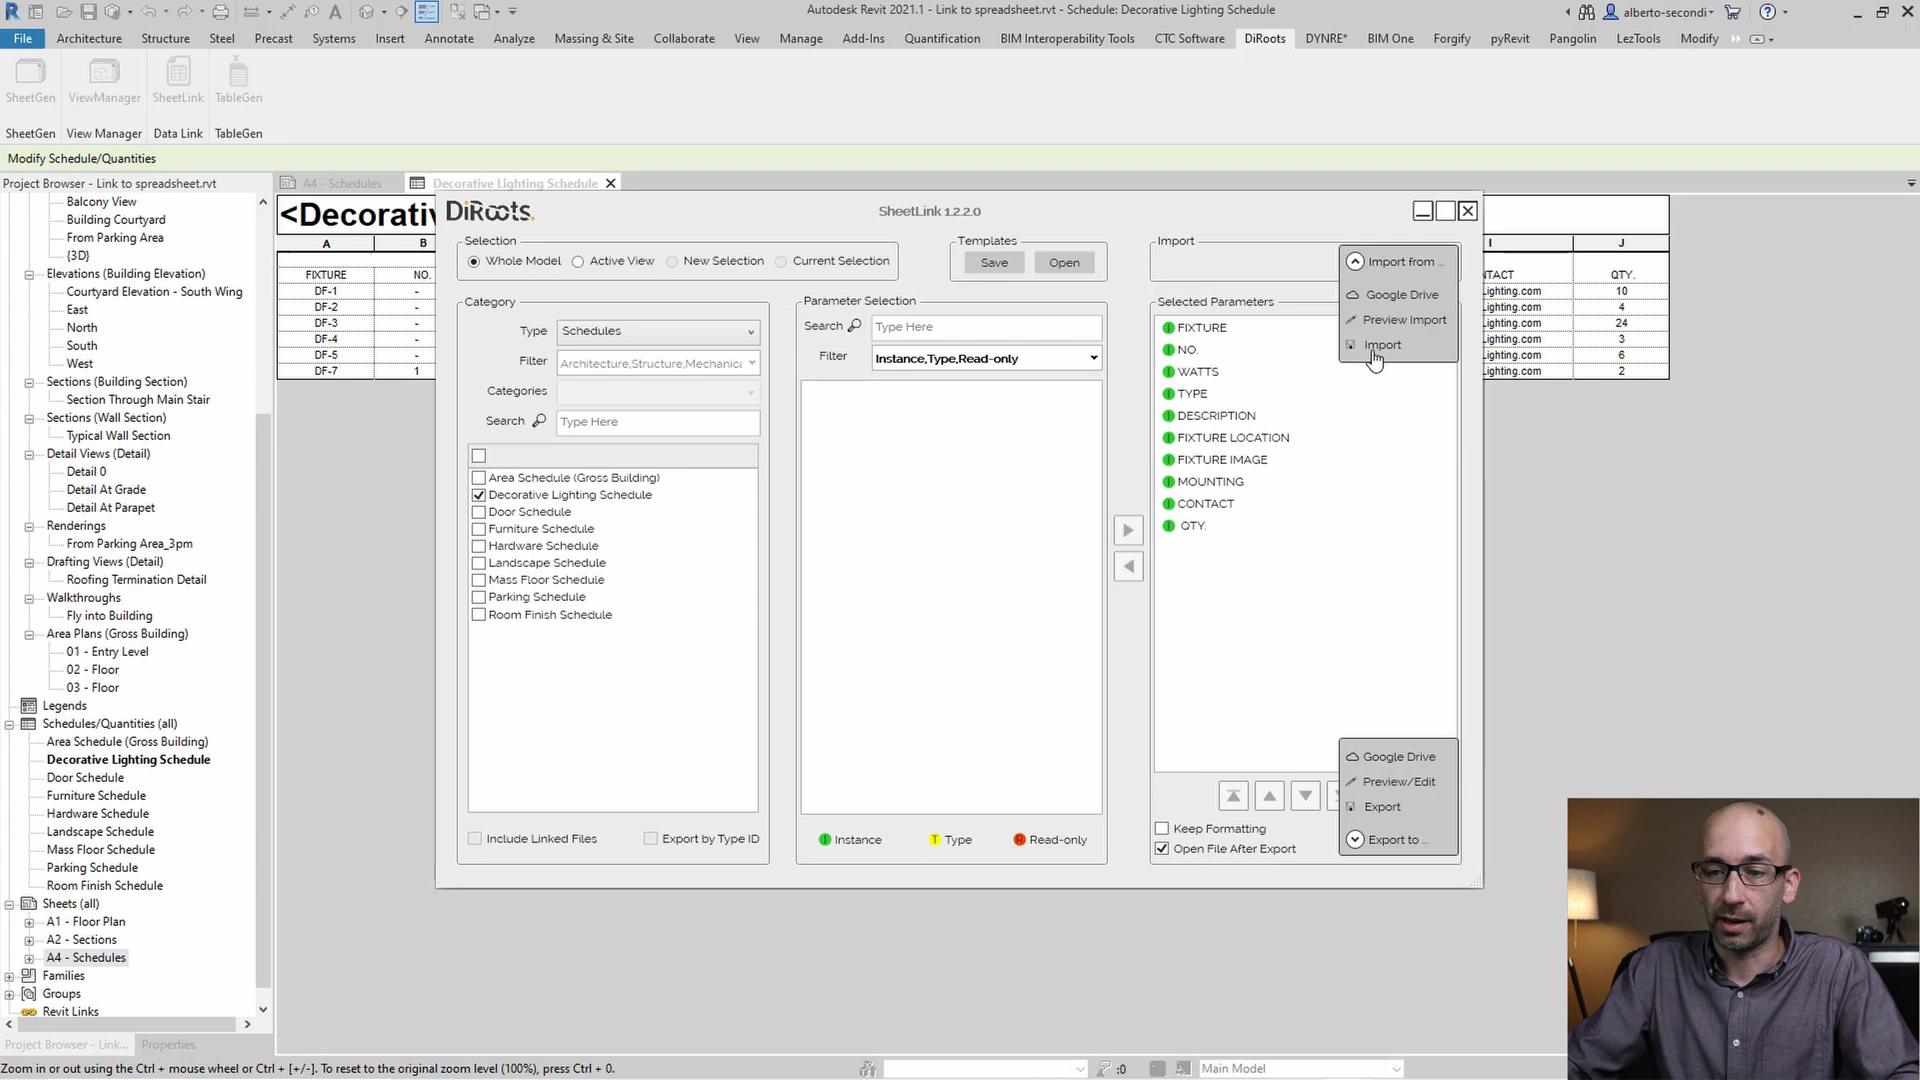 Autodesk Revit 2021.1 - Link to spreadsheet.rvt - Schedule: Decorative Lighting Schedule
alberto-secondi
File Architecture Structure Steel Precast Systems Insert Annotate Analyze Massing & Site Collaborate View Manage Add-Ins Quantification BIM Interoperability Tools CTC Software DiRoots DYNRE* BIM One Forgify pyRevit Pangolin LezTools Modify
SheetGen ViewManager SheetLink TableGen
SheetGen View Manager Data Link TableGen
Modify Schedule/Quantities
Project Browser - Link to spreadsheet.rvt
Balcony View
Building Courtyard
From Parking Area
{3D}
Elevations (Building Elevation)
Courtyard Elevation - South Wing
East
North
South
West
Sections (Building Section)
Section Through Main Stair
Sections (Wall Section)
Typical Wall Section
Detail Views (Detail)
Detail 0
Detail At Grade
Detail At Parapet
Renderings
From Parking Area_3pm
Drafting Views (Detail)
Roofing Termination Detail
Walkthroughs
Fly into Building
Area Plans (Gross Building)
01 - Entry Level
02 - Floor
03 - Floor
Legends
Schedules/Quantities (all)
Area Schedule (Gross Building)
Decorative Lighting Schedule
Door Schedule
Furniture Schedule
Hardware Schedule
Landscape Schedule
Mass Floor Schedule
Parking Schedule
Room Finish Schedule
Sheets (all)
A1 - Floor Plan
A2 - Sections
A4 - Schedules
Families
Groups
Revit Links
Project Browser - Link... Properties
A4 - Schedules Decorative Lighting Schedule
<Decorativ
A B
FIXTURE NO.
DF-1 -
DF-2 -
DF-3 -
DF-4 -
DF-5 -
DF-7 1
I J
NTACT QTY.
Lighting.com 10
Lighting.com 4
Lighting.com 24
Lighting.com 3
Lighting.com 6
Lighting.com 2
DiRoots. SheetLink 1.2.2.0
Selection
Whole Model Active View New Selection Current Selection
Templates
Save Open
Import
Import from ...
Google Drive
Preview Import
Import
Category
Type Schedules
Filter Architecture,Structure,Mechanica
Categories
Search Type Here
Area Schedule (Gross Building)
Decorative Lighting Schedule
Door Schedule
Furniture Schedule
Hardware Schedule
Landscape Schedule
Mass Floor Schedule
Parking Schedule
Room Finish Schedule
Include Linked Files Export by Type ID
Parameter Selection
Search Type Here
Filter Instance,Type,Read-only
I Instance T Type R Read-only
Selected Parameters
I FIXTURE
I NO.
I WATTS
I TYPE
I DESCRIPTION
I FIXTURE LOCATION
I FIXTURE IMAGE
I MOUNTING
I CONTACT
I QTY.
Keep Formatting
Open File After Export
Google Drive
Preview/Edit
Export
Export to ...
Zoom in or out using the Ctrl + mouse wheel or Ctrl + [+/-]. To reset to the original zoom level (100%), press Ctrl + 0.
:0
Main Model